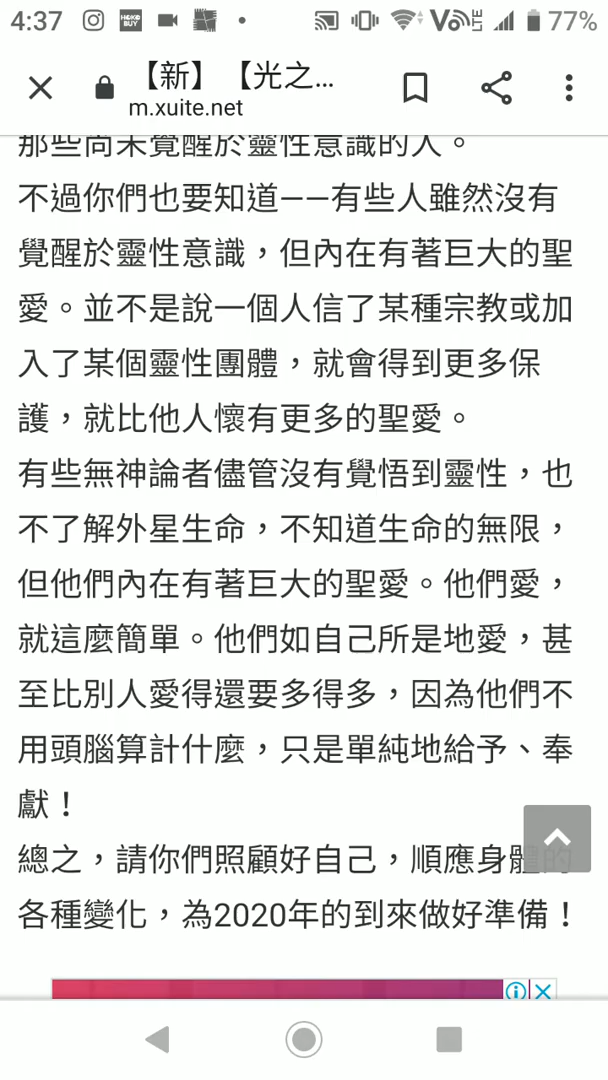 4:37
HOKO
BUY
VoLTE
77%
【新】【光之...
m.xuite.net
那些尚未覺醒於靈性意識的人。
不過你們也要知道——有些人雖然沒有
覺醒於靈性意識，但內在有著巨大的聖
愛。並不是說一個人信了某種宗教或加
入了某個靈性團體，就會得到更多保
護，就比他人懷有更多的聖愛。
有些無神論者儘管沒有覺悟到靈性，也
不了解外星生命，不知道生命的無限，
但他們內在有著巨大的聖愛。他們愛，
就這麼簡單。他們如自己所是地愛，甚
至比別人愛得還要多得多，因為他們不
用頭腦算計什麼，只是單純地給予、奉
獻！
總之，請你們照顧好自己，順應身體的
各種變化，為2020年的到來做好準備！